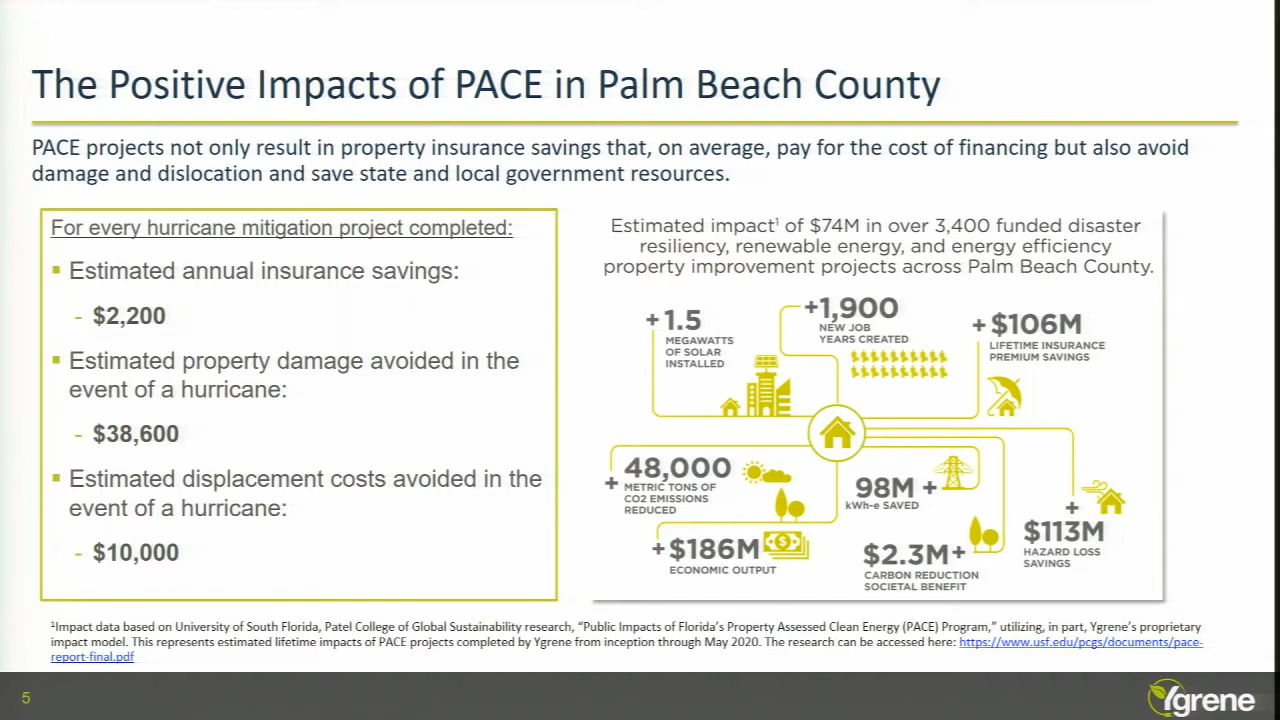 The Positive Impacts of PACE in Palm Beach County
PACE projects not only result in property insurance savings that, on average, pay for the cost of financing but also avoid
damage and dislocation and save state and local government resources.
For every hurricane mitigation project completed:
▪ Estimated annual insurance savings:
- $2,200
▪ Estimated property damage avoided in the
event of a hurricane:
- $38,600
▪ Estimated displacement costs avoided in the
event of a hurricane:
- $10,000
Estimated impact¹ of $74M in over 3,400 funded disaster
resiliency, renewable energy, and energy efficiency
property improvement projects across Palm Beach County.
+ 1.5
MEGAWATTS
OF SOLAR
INSTALLED
+1,900
NEW JOB
YEARS CREATED
+ $106M
LIFETIME INSURANCE
PREMIUM SAVINGS
+ 48,000
METRIC TONS OF
CO2 EMISSIONS
REDUCED
98M +
kWh-e SAVED
+ $113M
HAZARD LOSS
SAVINGS
+ $186M
ECONOMIC OUTPUT
$2.3M+
CARBON REDUCTION
SOCIETAL BENEFIT
¹Impact data based on University of South Florida, Patel College of Global Sustainability research, “Public Impacts of Florida’s Property Assessed Clean Energy (PACE) Program,” utilizing, in part, Ygrene’s proprietary
impact model. This represents estimated lifetime impacts of PACE projects completed by Ygrene from inception through May 2020. The research can be accessed here: https://www.usf.edu/pcgs/documents/pace-
report-final.pdf
5
Ygrene